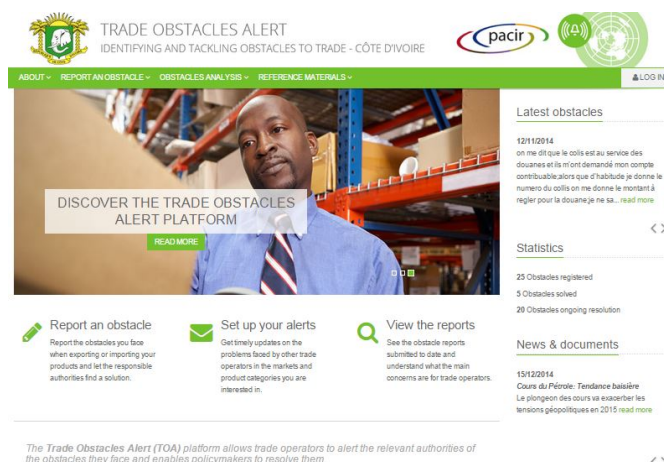 TRADE OBSTACLES ALERT
IDENTIFYING AND TACKLING OBSTACLES TO TRADE - CÔTE D'IVOIRE
pacir
ABOUT
REPORT AN OBSTACLE
OBSTACLES ANALYSIS
REFERENCE MATERIALS
LOG IN
DISCOVER THE TRADE OBSTACLES
ALERT PLATFORM
READ MORE
Report an obstacle
Report the obstacles you face
when exporting or importing your
products and let the responsible
authorities find a solution.
Set up your alerts
Get timely updates on the
problems faced by other trade
operators in the markets and
product categories you are
interested in.
View the reports
See the obstacle reports
submitted to date and
understand what the main
concerns are for trade operators.
The Trade Obstacles Alert (TOA) platform allows trade operators to alert the relevant authorities of
the obstacles they face and enables policymakers to resolve them
Latest obstacles
12/11/2014
on me dit que le colis est au service des
douanes et ils m'ont demandé mon compte
contribuable;alors que d'habitude je donne le
numero du collis on me donne le montant à
regler pour la douane;je ne sa... read more
Statistics
25 Obstacles registered
5 Obstacles solved
20 Obstacles ongoing resolution
News & documents
15/12/2014
Cours du Pétrole: Tendance baisière
Le plongeon des cours va exacerber les
tensions géopolitiques en 2015 read more